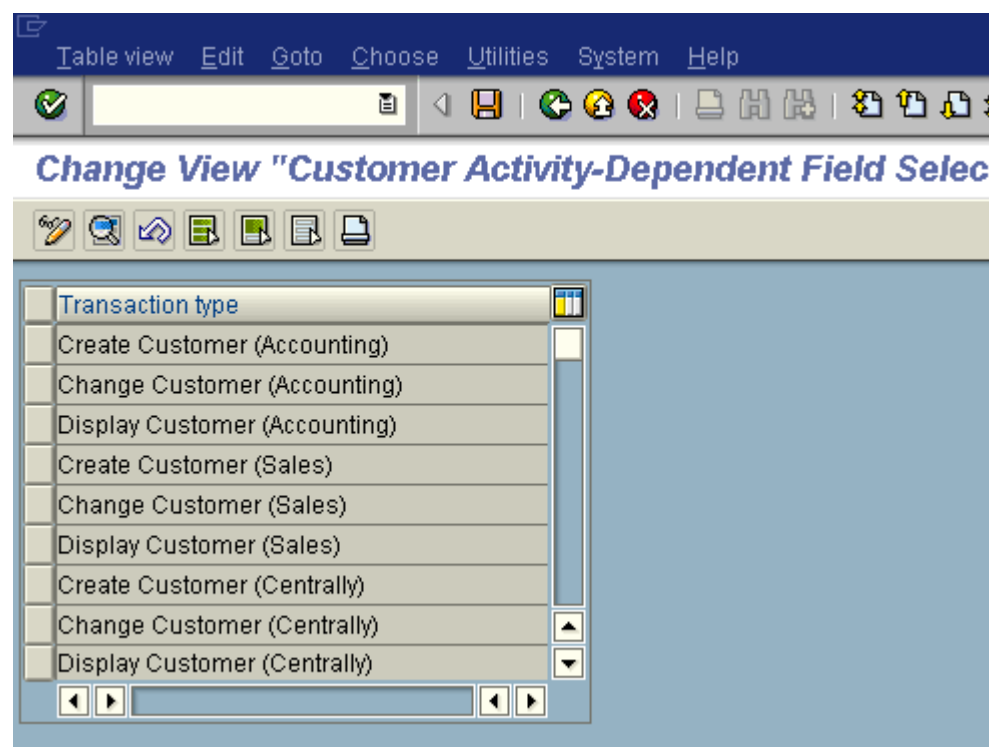 Table view Edit Goto Choose Utilities System Help
Change View "Customer Activity-Dependent Field Selec
Transaction type
Create Customer (Accounting)
Change Customer (Accounting)
Display Customer (Accounting)
Create Customer (Sales)
Change Customer (Sales)
Display Customer (Sales)
Create Customer (Centrally)
Change Customer (Centrally)
Display Customer (Centrally)